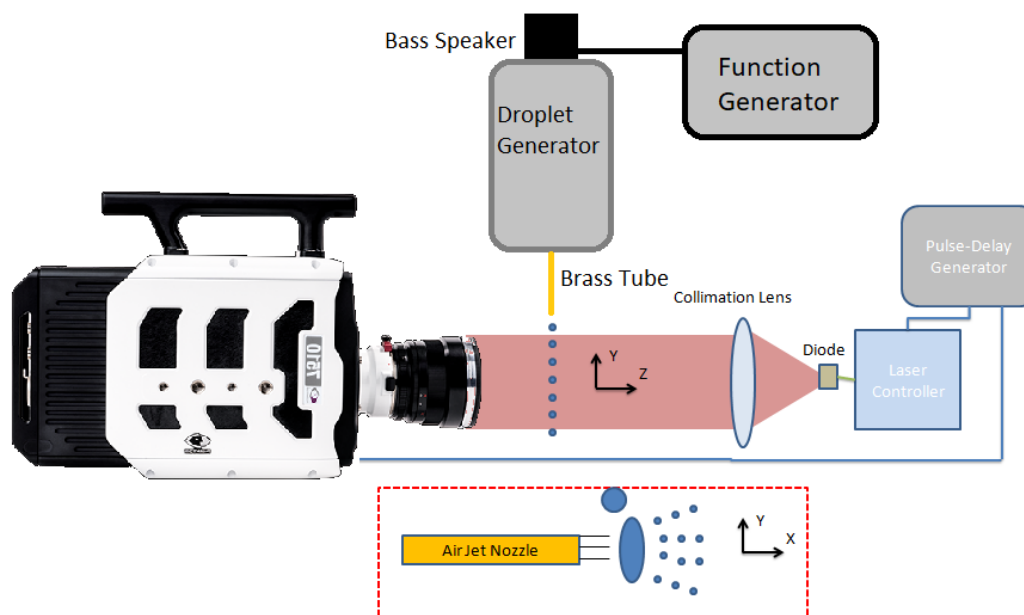 Bass Speaker
Function
Generator
Droplet
Generator
Pulse-Delay
Generator
Brass Tube
Collimation Lens
Diode
Laser
Controller
Y
Z
Air Jet Nozzle
Y
X